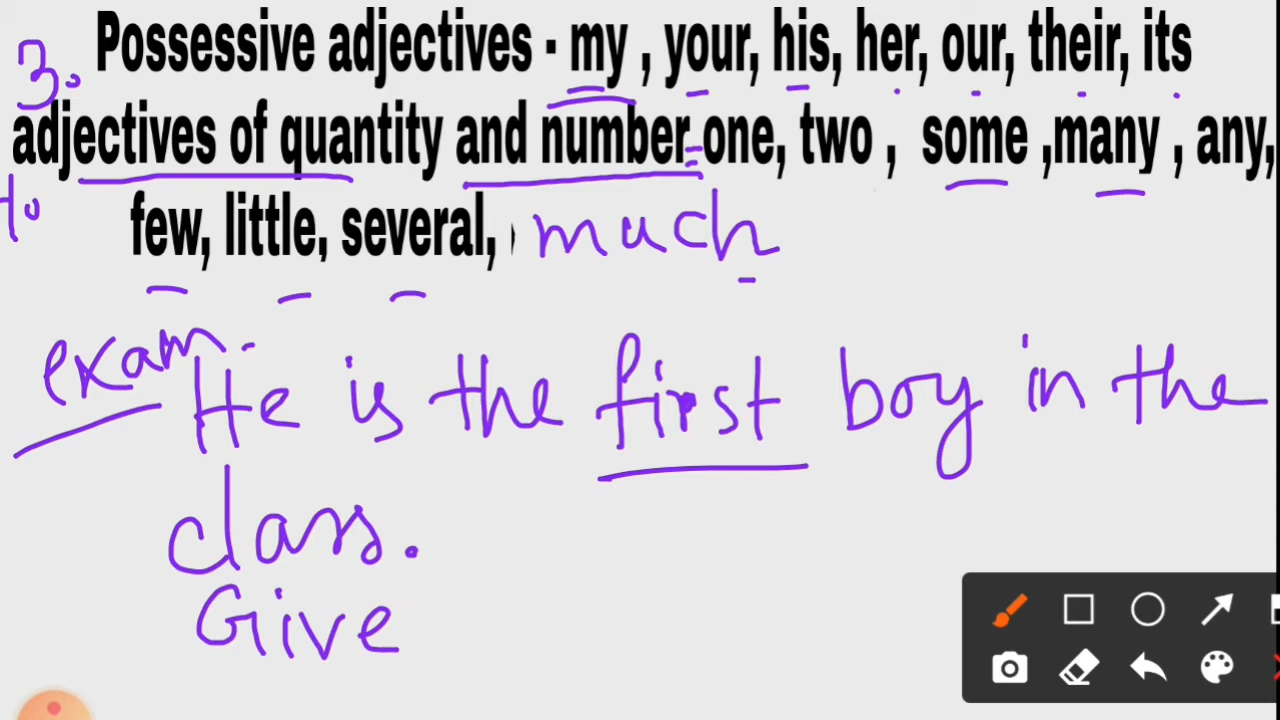 3. Possessive adjectives - my , your, his, her, our, their, its
adjectives of quantity and number- one, two , some ,many , any,
to few, little, several, much
exam. He is the first boy in the
class.
Give